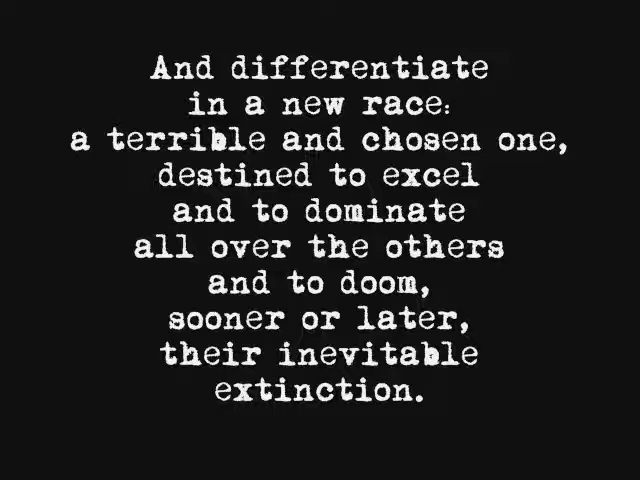 And differentiate
in a new race:
a terrible and chosen one,
destined to excel
and to dominate
all over the others
and to doom,
sooner or later,
their inevitable
extinction.